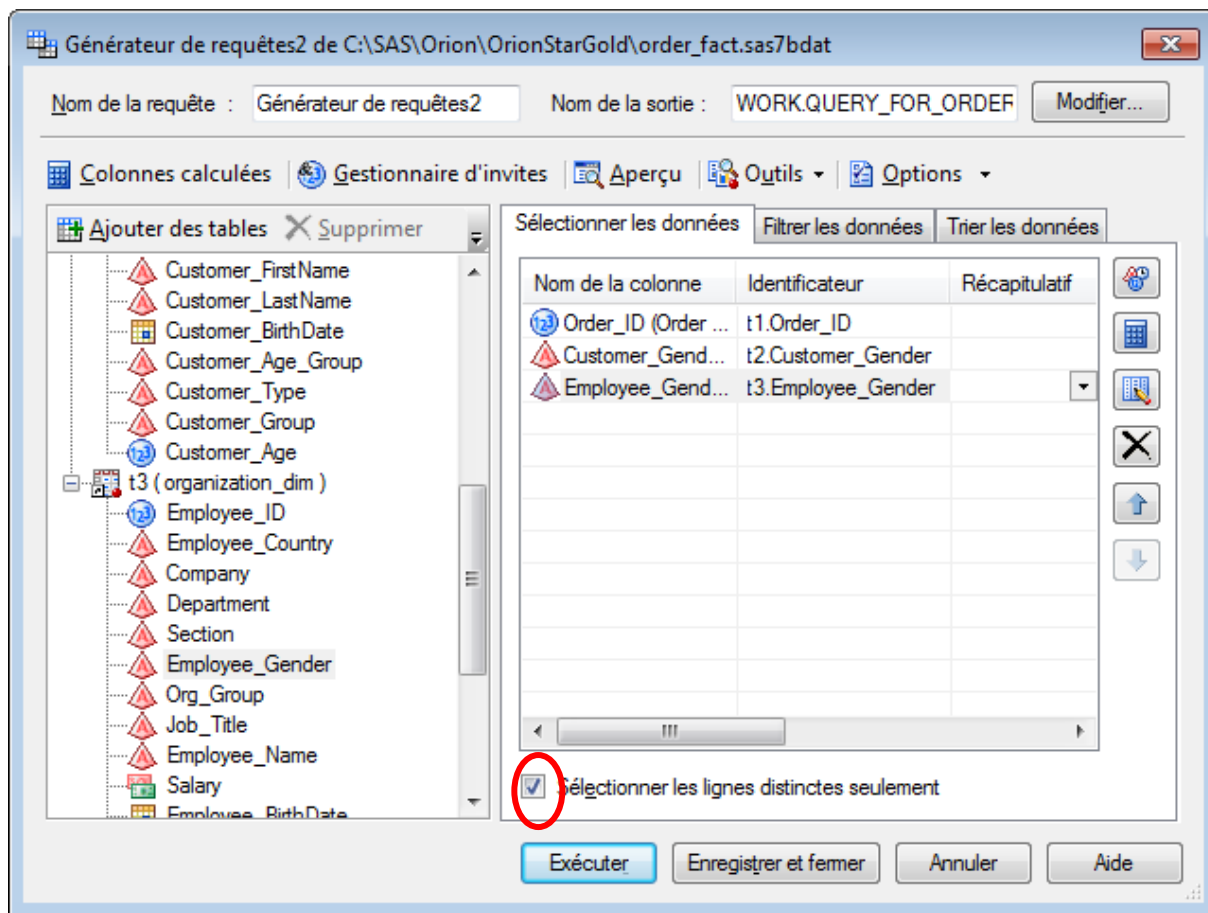 Générateur de requêtes2 de C:\SAS\Orion\OrionStarGold\order_fact.sas7bdat
Nom de la requête : Générateur de requêtes2 Nom de la sortie : WORK.QUERY_FOR_ORDER Modifier...
Colonnes calculées Gestionnaire d'invites Aperçu Outils Options
Ajouter des tables Supprimer
Customer_FirstName
Customer_LastName
Customer_BirthDate
Customer_Age_Group
Customer_Type
Customer_Group
Customer_Age
t3 ( organization_dim )
Employee_ID
Employee_Country
Company
Department
Section
Employee_Gender
Org_Group
Job_Title
Employee_Name
Salary
Employee_BirthDate
Sélectionner les données Filtrer les données Trier les données
Nom de la colonne Identificateur Récapitulatif
Order_ID (Order ... t1.Order_ID
Customer_Gend... t2.Customer_Gender
Employee_Gend... t3.Employee_Gender
Sélectionner les lignes distinctes seulement
Exécuter Enregistrer et fermer Annuler Aide